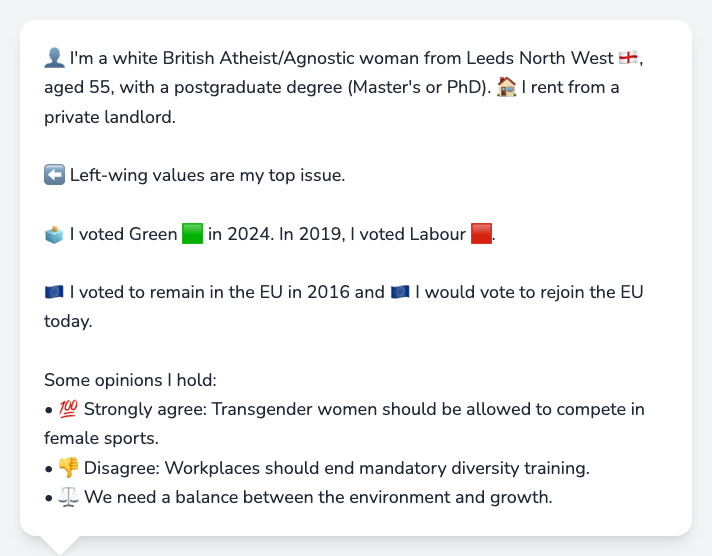 👤 I'm a white British Atheist/Agnostic woman from Leeds North West 🏴󠁧󠁢󠁥󠁮󠁧󠁿,
aged 55, with a postgraduate degree (Master's or PhD). 🏠 I rent from a
private landlord.
⬅️ Left-wing values are my top issue.
🗳️ I voted Green 🟩 in 2024. In 2019, I voted Labour 🟥.
🇪🇺 I voted to remain in the EU in 2016 and 🇪🇺 I would vote to rejoin the EU
today.
Some opinions I hold:
• 💯 Strongly agree: Transgender women should be allowed to compete in
female sports.
• 👎 Disagree: Workplaces should end mandatory diversity training.
• ⚖️ We need a balance between the environment and growth.